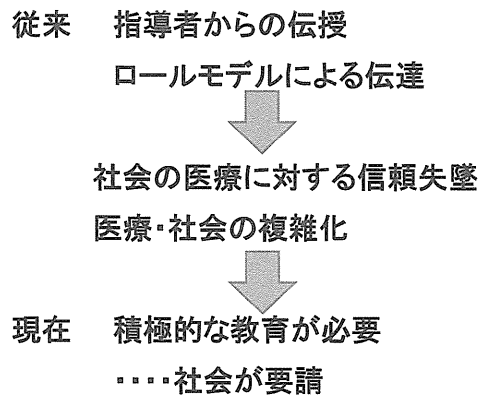 従来　指導者からの伝授
ロールモデルによる伝達
社会の医療に対する信頼失墜
医療・社会の複雑化
現在　積極的な教育が必要
‥‥社会が要請